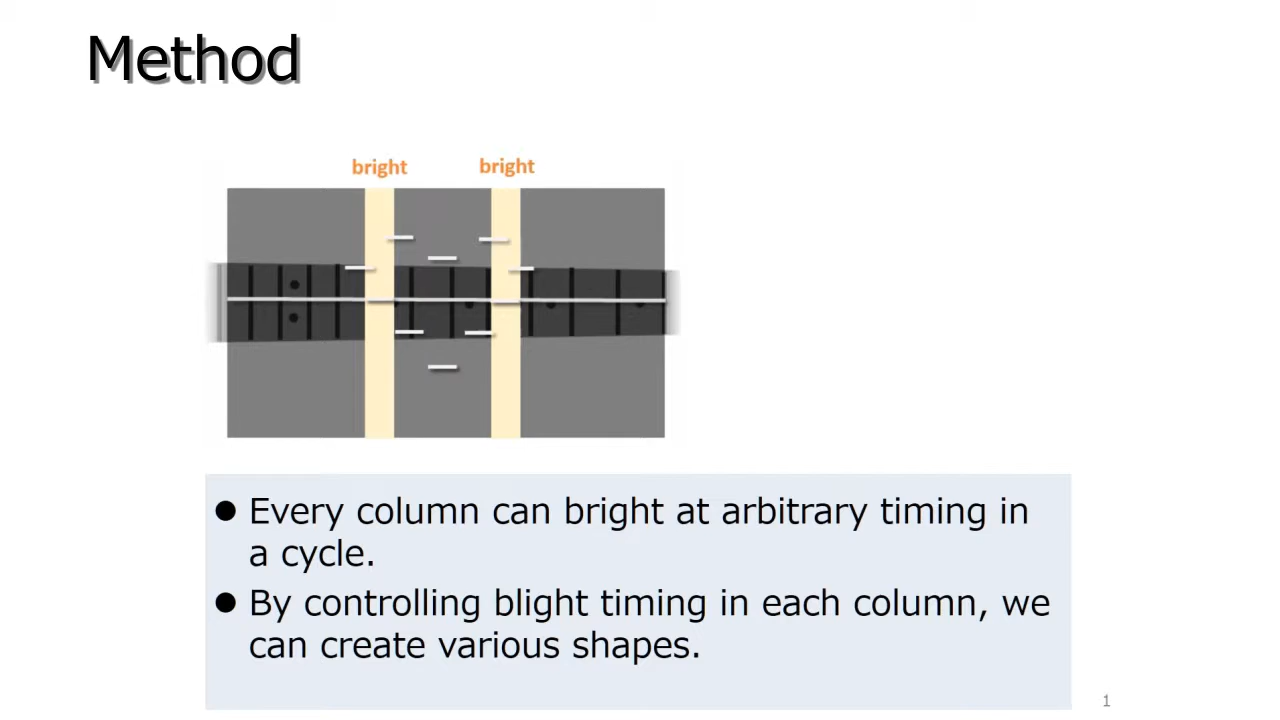 Method
bright bright
● Every column can bright at arbitrary timing in
a cycle.
● By controlling blight timing in each column, we
can create various shapes.
1